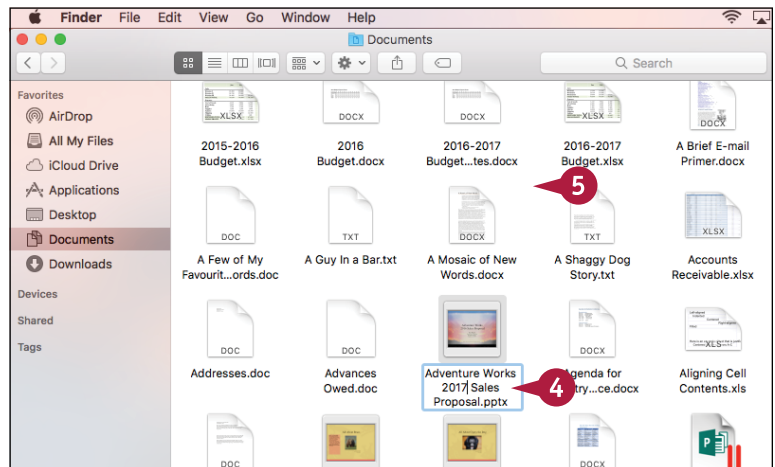 Finder File Edit View Go Window Help
Documents
Search
Favorites
AirDrop
All My Files
iCloud Drive
Applications
Desktop
Documents
Downloads
Devices
Shared
Tags
XLSX DOCX DOCX XLSX DOCX
2015-2016
Budget.xlsx
2016
Budget.docx
2016-2017
Budget...tes.docx
2016-2017
Budget.xlsx
A Brief E-mail
Primer.docx
5
DOC TXT DOCX TXT XLSX
A Few of My
Favourit...ords.doc
A Guy In a Bar.txt
A Mosaic of New
Words.docx
A Shaggy Dog
Story.txt
Accounts
Receivable.xlsx
DOC DOC DOCX XLS
Addresses.doc
Advances
Owed.doc
Adventure Works
2017 Sales
Proposal.pptx
4
Agenda for
try...ce.docx
Aligning Cell
Contents.xls
DOC DOCX P